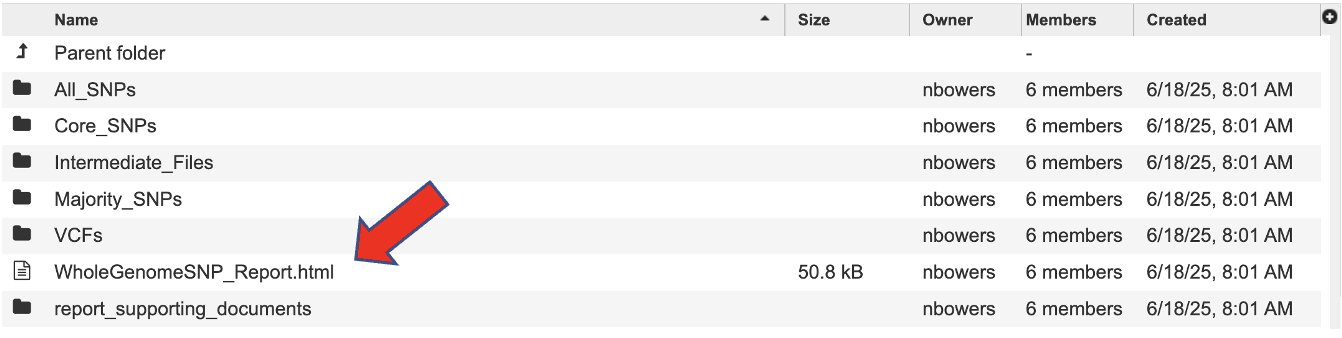 Name Size Owner Members Created
Parent folder -
All_SNPs nbowers 6 members 6/18/25, 8:01 AM
Core_SNPs nbowers 6 members 6/18/25, 8:01 AM
Intermediate_Files nbowers 6 members 6/18/25, 8:01 AM
Majority_SNPs nbowers 6 members 6/18/25, 8:01 AM
VCFs nbowers 6 members 6/18/25, 8:01 AM
WholeGenomeSNP_Report.html 50.8 kB nbowers 6 members 6/18/25, 8:01 AM
report_supporting_documents nbowers 6 members 6/18/25, 8:01 AM